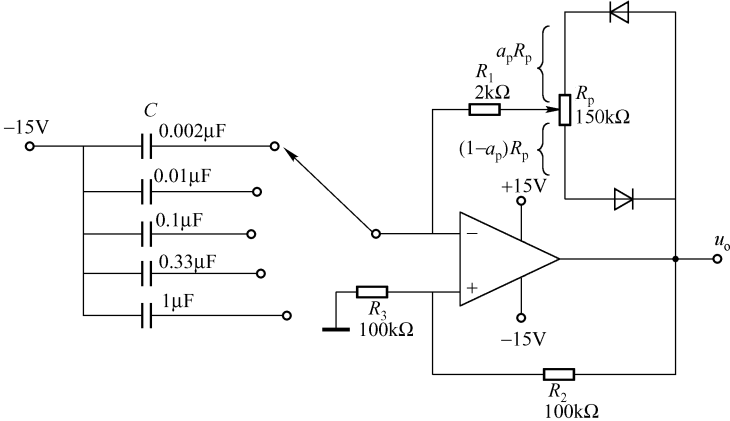 a_pR_p
R_1
2kΩ
R_p
150kΩ
C
−15V
0.002μF
(1−a_p)R_p
0.01μF
+15V
0.1μF
−
u_o
0.33μF
+
1μF
R_3
100kΩ
−15V
R_2
100kΩ